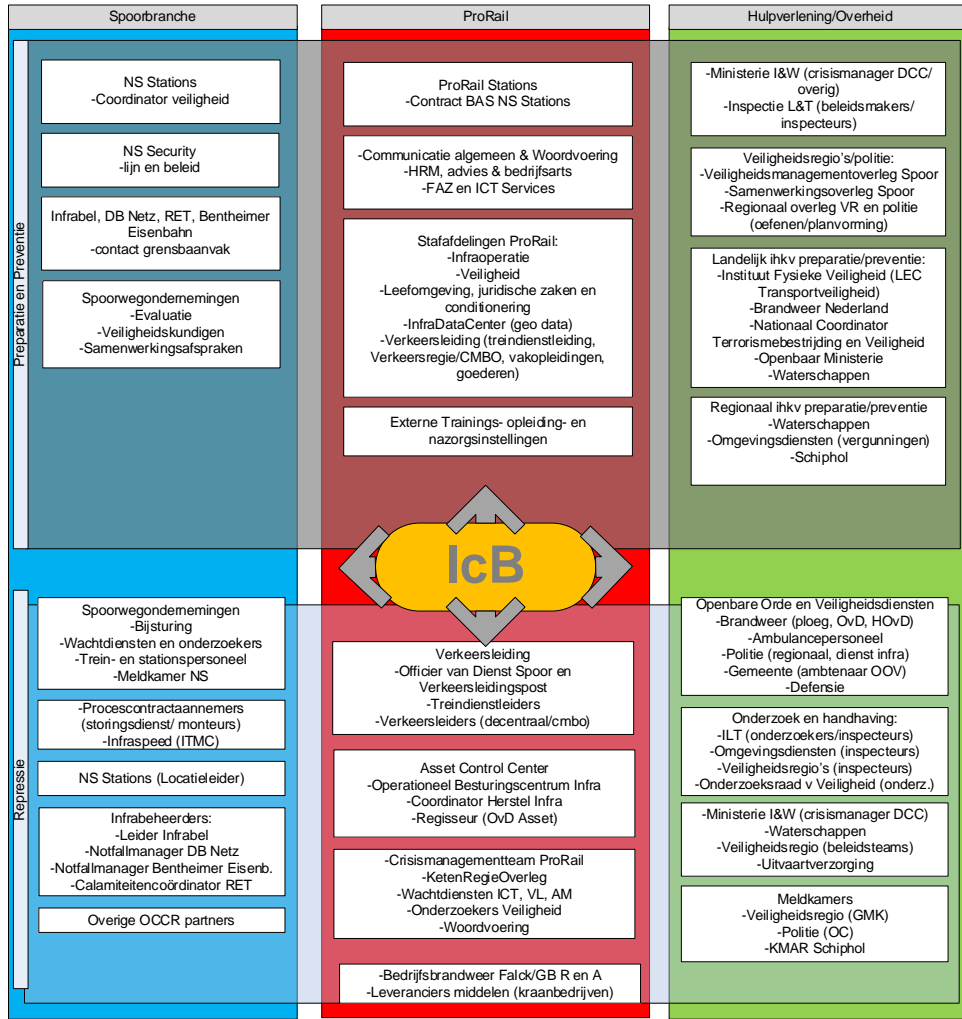 Spoorbranche
ProRail
Hulpverlening/Overheid
Preparatie en Preventie
NS Stations
-Coordinator veiligheid
NS Security
-lijn en beleid
Infrabel, DB Netz, RET, Bentheimer
Eisenbahn
-contact grensbaanvak
Spoorwegondernemingen
-Evaluatie
-Veiligheidskundigen
-Samenwerkingsafspraken
ProRail Stations
-Contract BAS NS Stations
-Communicatie algemeen & Woordvoering
-HRM, advies & bedrijfsarts
-FAZ en ICT Services
Stafafdelingen ProRail:
-Infraoperatie
-Veiligheid
-Leefomgeving, juridische zaken en
conditionering
-InfraDataCenter (geo data)
-Verkeersleiding (treindienstleiding,
Verkeersregie/CMBO, vakopleidingen,
goederen)
Externe Trainings- opleiding- en
nazorgsinstellingen
-Ministerie I&W (crisismanager DCC/
overig)
-Inspectie L&T (beleidsmakers/
inspecteurs)
Veiligheidsregio's/politie:
-Veiligheidsmanagementoverleg Spoor
-Samenwerkingsoverleg Spoor
-Regionaal overleg VR en politie
(oefenen/planvorming)
Landelijk ihkv preparatie/preventie:
-Instituut Fysieke Veiligheid (LEC
Transportveiligheid)
-Brandweer Nederland
-Nationaal Coordinator
Terrorismebestrijding en Veiligheid
-Openbaar Ministerie
-Waterschappen
Regionaal ihkv preparatie/preventie
-Waterschappen
-Omgevingsdiensten (vergunningen)
-Schiphol
IcB
Repressie
Spoorwegondernemingen
-Bijsturing
-Wachtdiensten en onderzoekers
-Trein- en stationspersoneel
-Meldkamer NS
-Procescontractaannemers
(storingsdienst/ monteurs)
-Infraspeed (ITMC)
NS Stations (Locatieleider)
Infrabeheerders:
-Leider Infrabel
-Notfallmanager DB Netz
-Notfallmanager Bentheimer Eisenb.
-Calamiteitencoördinator RET
Overige OCCR partners
Verkeersleiding
-Officier van Dienst Spoor en
Verkeersleidingspost
-Treindienstleiders
-Verkeersleiders (decentraal/cmbo)
Asset Control Center
-Operationeel Besturingscentrum Infra
-Coordinator Herstel Infra
-Regisseur (OvD Asset)
-Crisismanagementteam ProRail
-KetenRegieOverleg
-Wachtdiensten ICT, VL, AM
-Onderzoekers Veiligheid
-Woordvoering
-Bedrijfsbrandweer Falck/GB R en A
-Leveranciers middelen (kraanbedrijven)
Openbare Orde en Veiligheidsdiensten
-Brandweer (ploeg, OvD, HOvD)
-Ambulancepersoneel
-Politie (regionaal, dienst infra)
-Gemeente (ambtenaar OOV)
-Defensie
Onderzoek en handhaving:
-ILT (onderzoekers/inspecteurs)
-Omgevingsdiensten (inspecteurs)
-Veiligheidsregio's (inspecteurs)
-Onderzoeksraad v Veiligheid (onderz.)
-Ministerie I&W (crisismanager DCC)
-Waterschappen
-Veiligheidsregio (beleidsteams)
-Uitvaartverzorging
Meldkamers
-Veiligheidsregio (GMK)
-Politie (OC)
-KMAR Schiphol